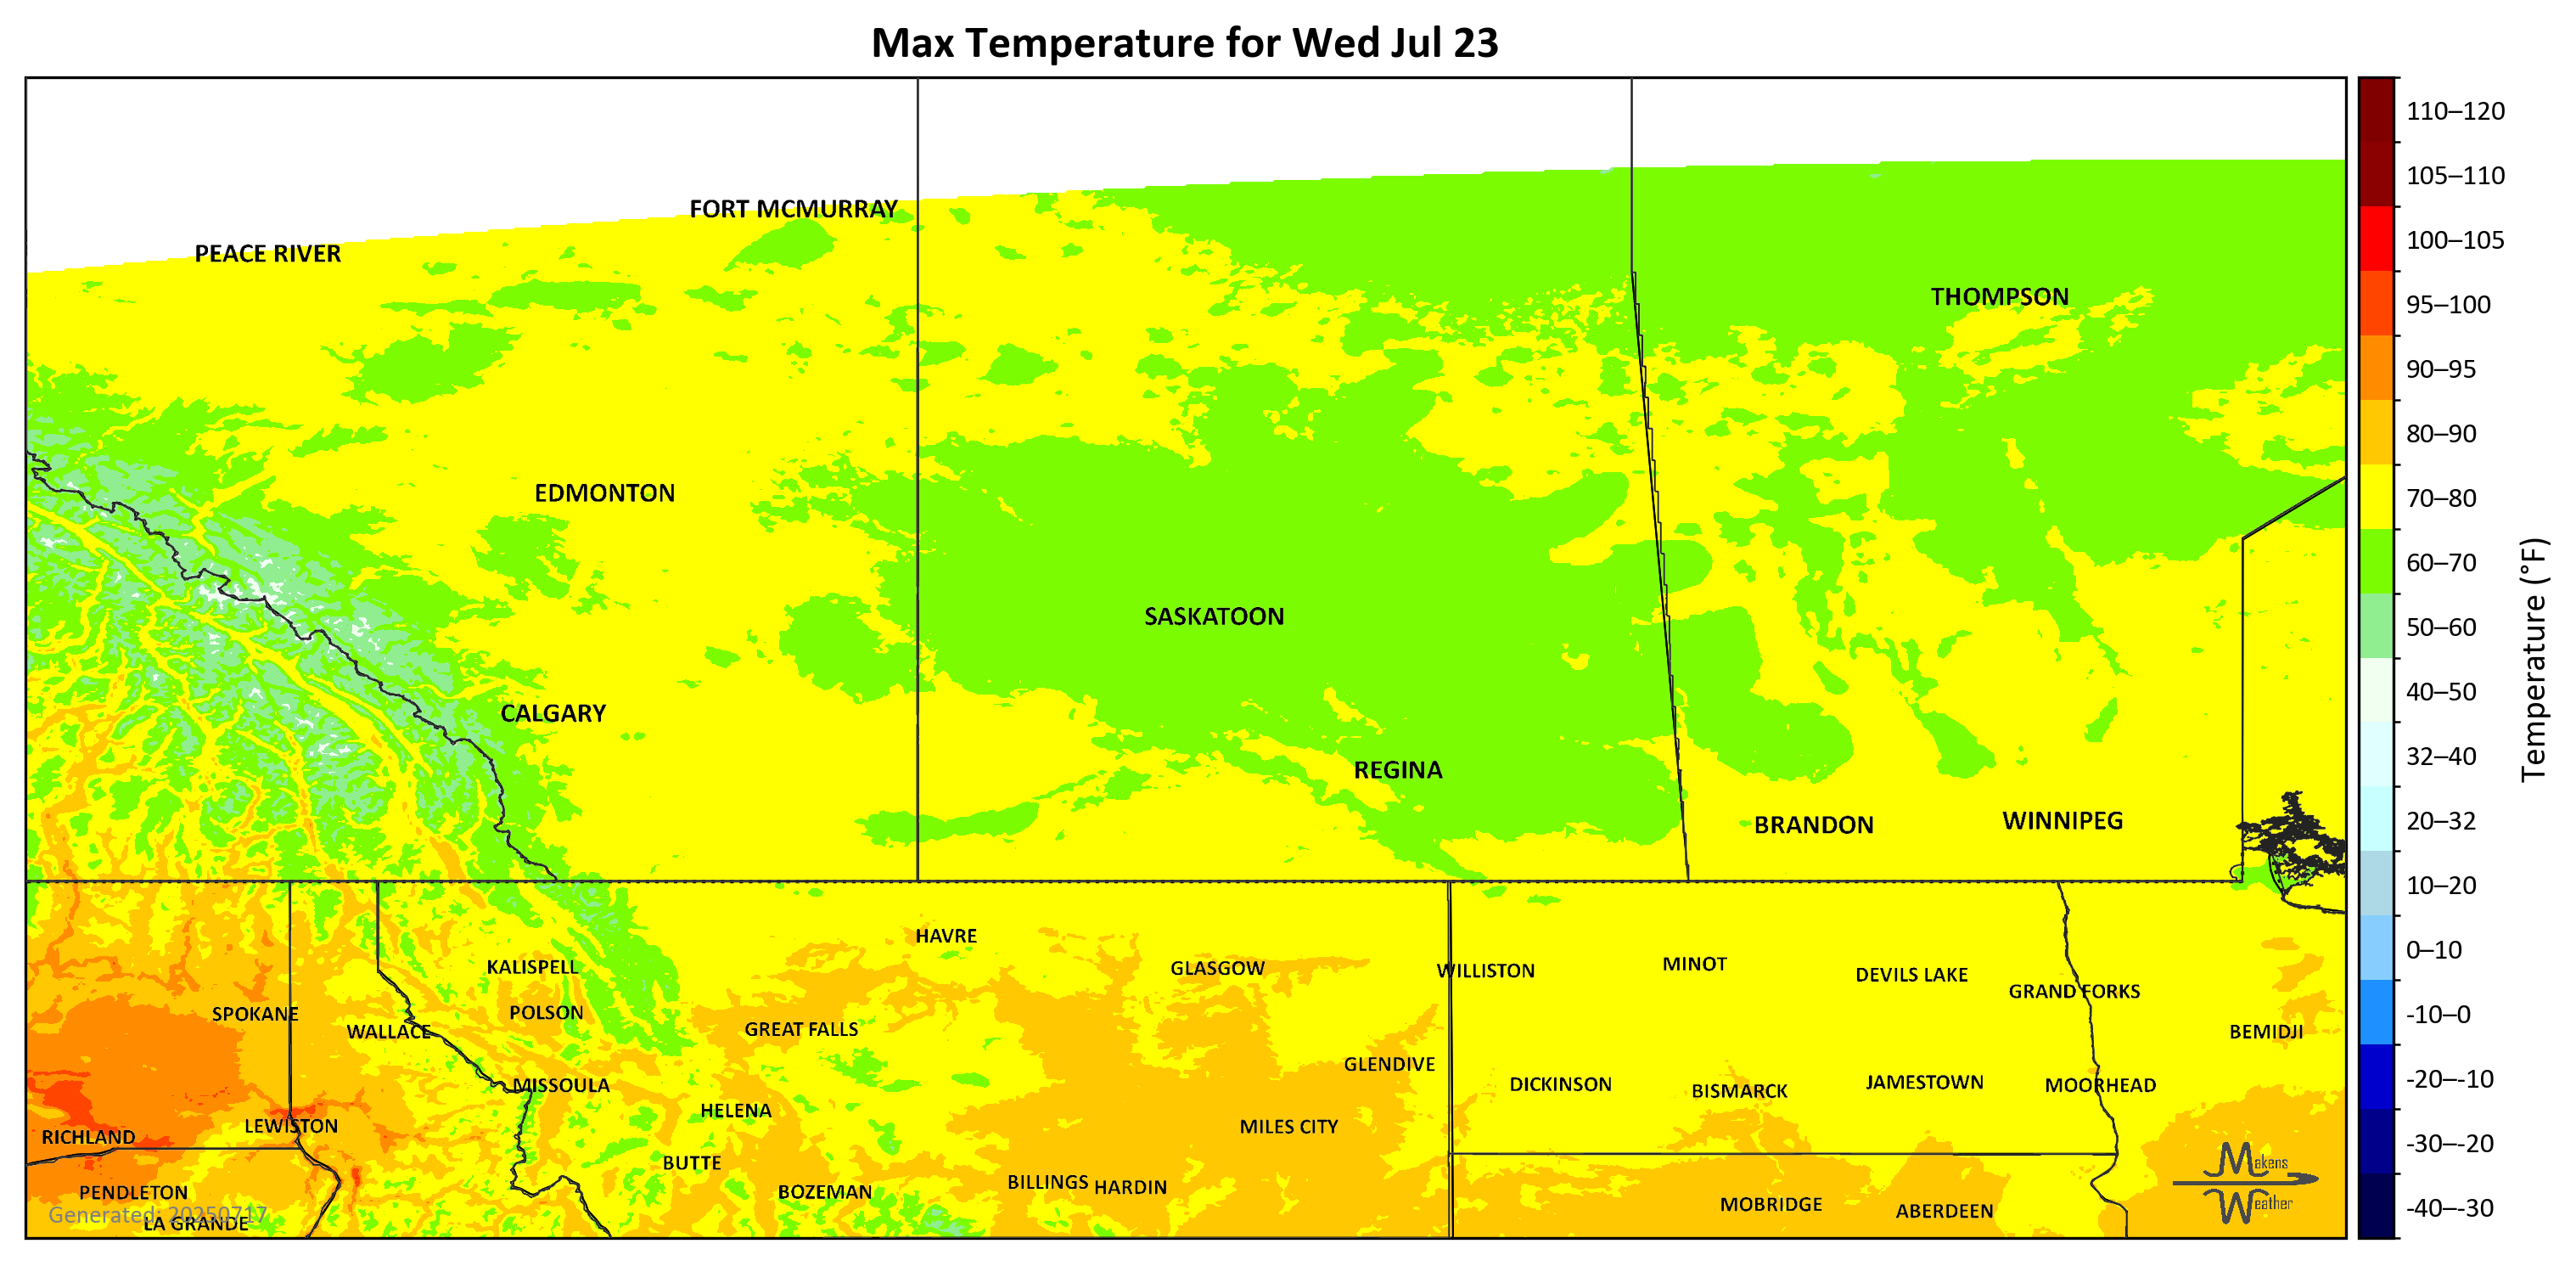 Max Temperature for Wed Jul 23
110–120
105–110
FORT MCMURRAY
100–105
PEACE RIVER
THOMPSON
95–100
90–95
80–90
EDMONTON
70–80
60–70
SASKATOON
50–60
Temperature (°F)
40–50
CALGARY
32–40
REGINA
BRANDON
WINNIPEG
20–32
10–20
HAVRE
0–10
KALISPELL
GLASGOW
WILLISTON
MINOT
DEVILS LAKE
GRAND FORKS
SPOKANE
POLSON
-10–0
WALLACE
GREAT FALLS
BEMIDJI
GLENDIVE
-20–-10
MISSOULA
DICKINSON
BISMARCK
JAMESTOWN
MOORHEAD
HELENA
LEWISTON
MILES CITY
RICHLAND
-30–-20
BUTTE
Makens
Weather
PENDLETON
BOZEMAN
BILLINGS
HARDIN
MOBRIDGE
ABERDEEN
-40–-30
Generated: 20250717
LA GRANDE